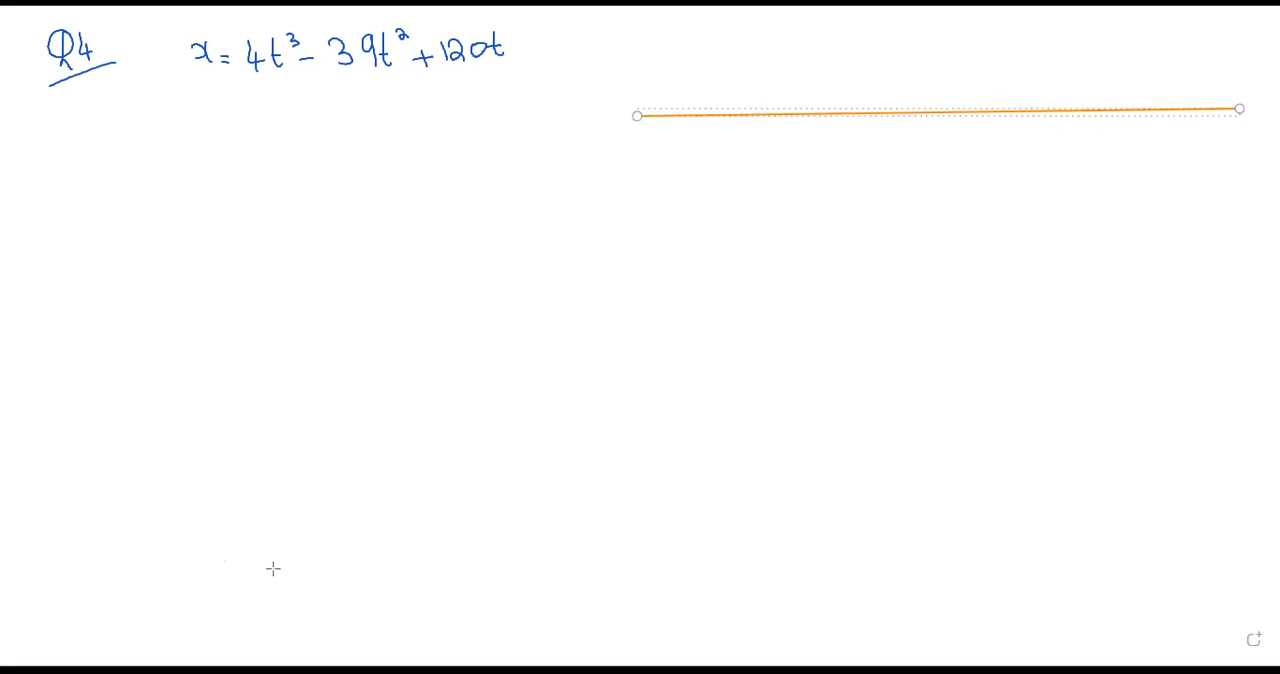 Q4 x = 4t³ - 39t² + 120t